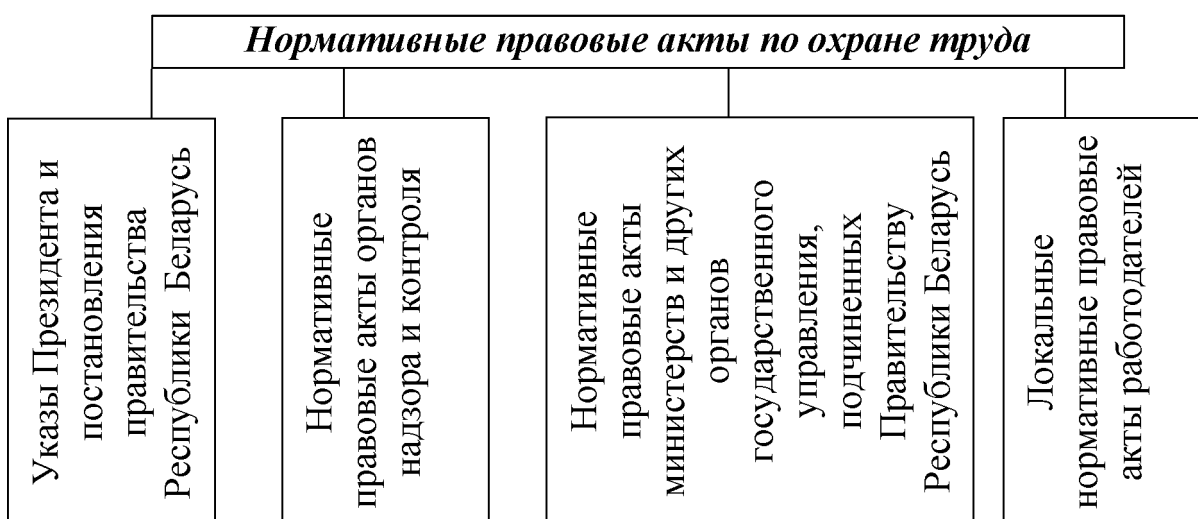 Нормативные правовые акты по охране труда
Указы Президента и
постановления
правительства
Республики Беларусь
Нормативные
правовые акты органов
надзора и контроля
Нормативные
правовые акты
министерств и других
органов
государственного
управления,
подчиненных
Правительству
Республики Беларусь
Локальные
нормативные правовые
акты работодателей